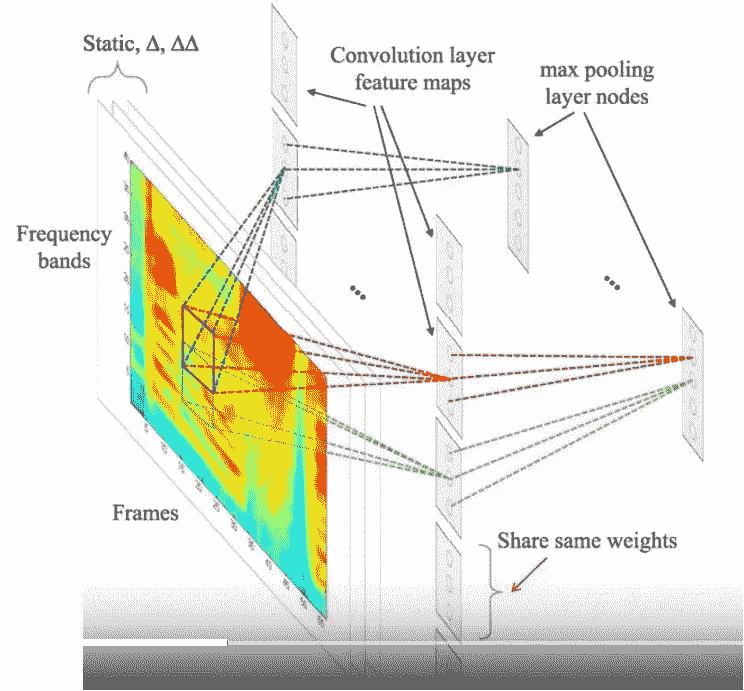 Static, Δ, ΔΔ
Convolution layer
feature maps
max pooling
layer nodes
Frequency
bands
Frames
Share same weights